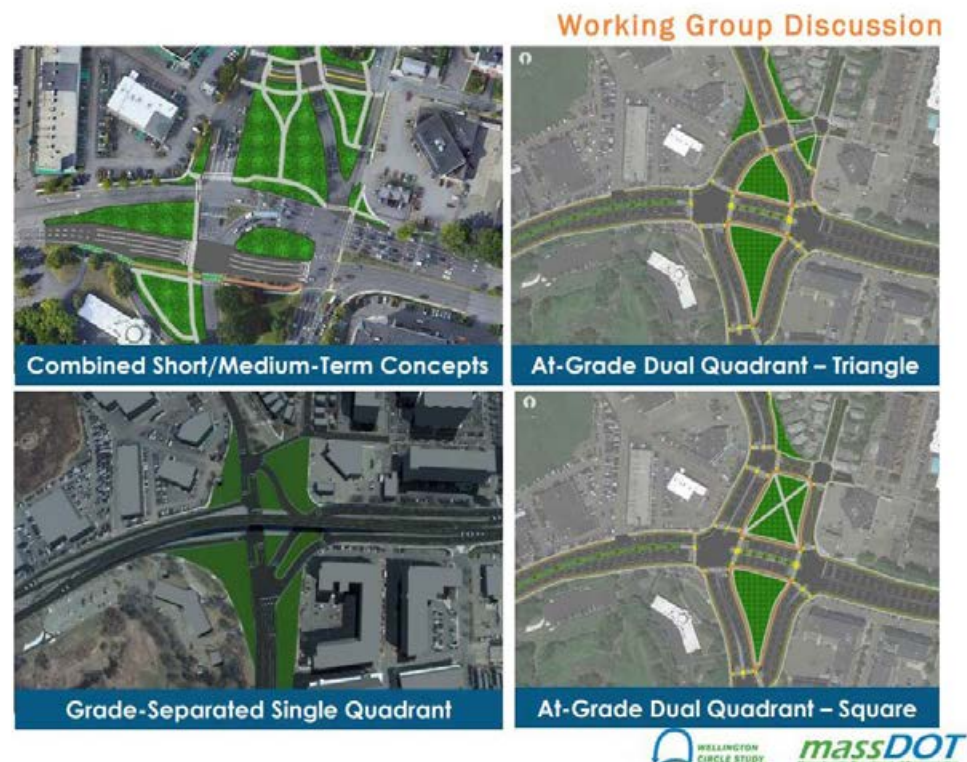 Working Group Discussion
Combined Short/Medium-Term Concepts
At-Grade Dual Quadrant – Triangle
Grade-Separated Single Quadrant
At-Grade Dual Quadrant – Square
WELLINGTON
CIRCLE STUDY
massDOT